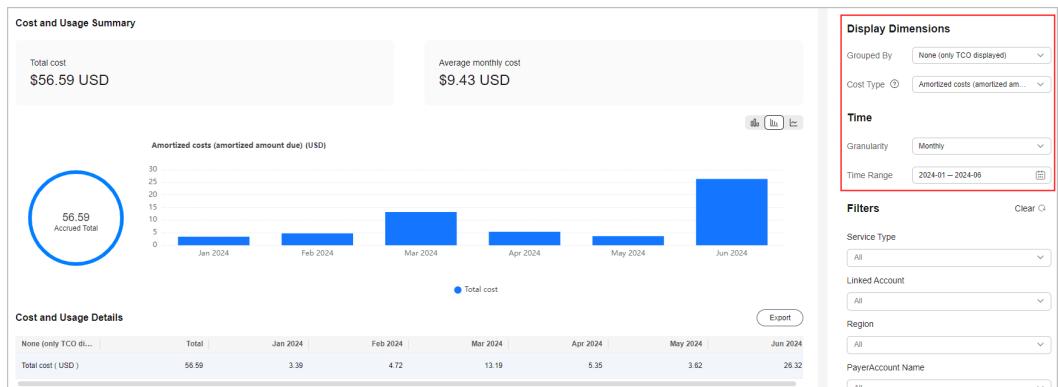 Cost and Usage Summary
Total cost
$56.59 USD
Average monthly cost
$9.43 USD
Amortized costs (amortized amount due) (USD)
30
25
20
15
10
5
0
56.59
Accrued Total
Jan 2024 Feb 2024 Mar 2024 Apr 2024 May 2024 Jun 2024
Total cost
Cost and Usage Details
Export
None (only TCO di... Total Jan 2024 Feb 2024 Mar 2024 Apr 2024 May 2024 Jun 2024
Total cost ( USD ) 56.59 3.39 4.72 13.19 5.35 3.62 26.32
Display Dimensions
Grouped By None (only TCO displayed)
Cost Type Amortized costs (amortized am...
Time
Granularity Monthly
Time Range 2024-01 – 2024-06
Filters Clear
Service Type
All
Linked Account
All
Region
All
PayerAccount Name
All